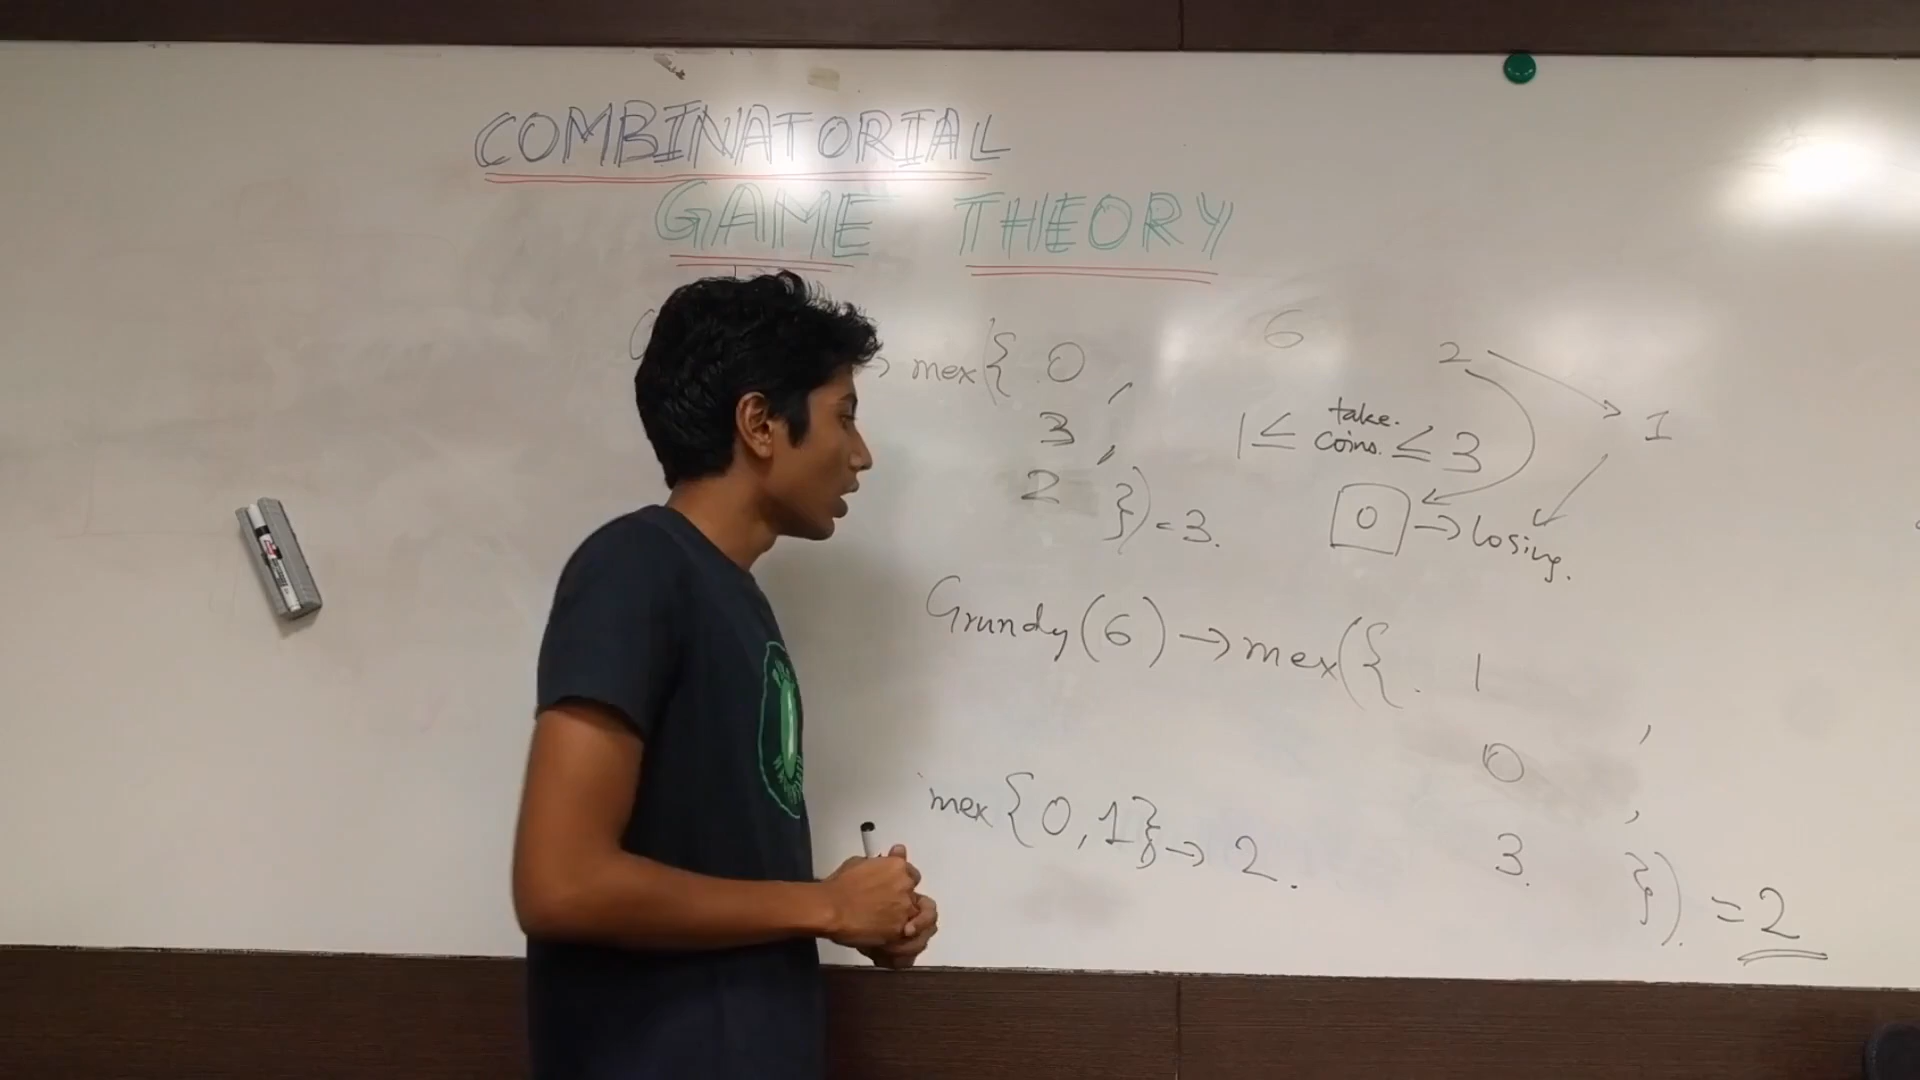 COMBINATORIAL
GAME THEORY
→ mex{ 0 ,
3 ,
2 }) = 3.
6
2
1
1 ≤ take coins. ≤ 3
0 → losing.
Grundy(6) → mex({. 1 ,
0 ,
3. }). = 2
mex {0, 1} → 2.